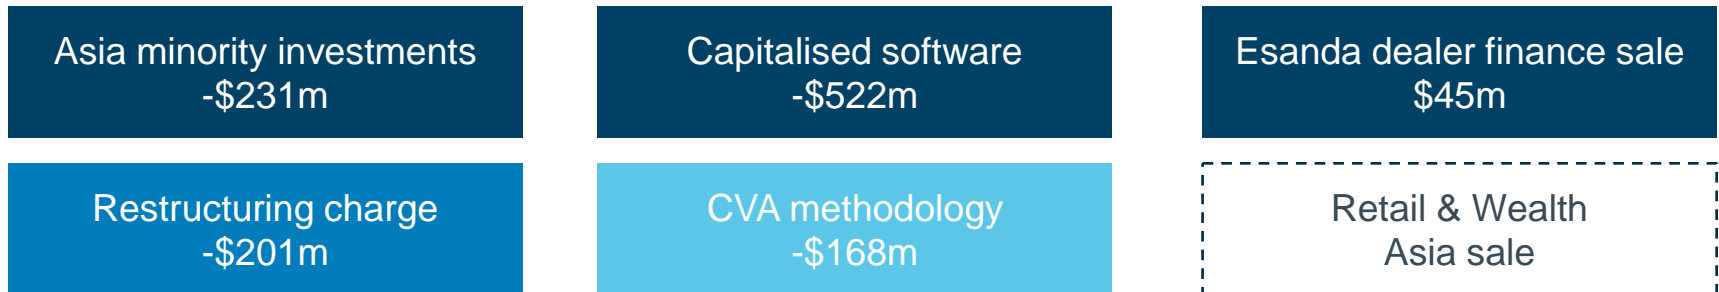 Asia minority investments
-$231m
Capitalised software
-$522m
Esanda dealer finance sale
$45m
Restructuring charge
-$201m
CVA methodology
-$168m
Retail & Wealth
Asia sale